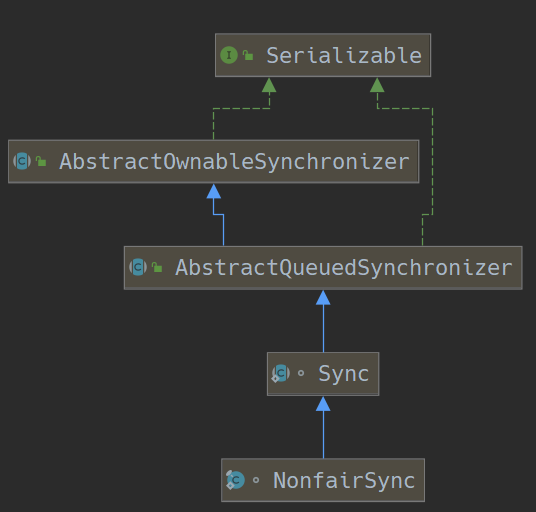 I Serializable
C AbstractOwnableSynchronizer
C AbstractQueuedSynchronizer
C Sync
C NonfairSync